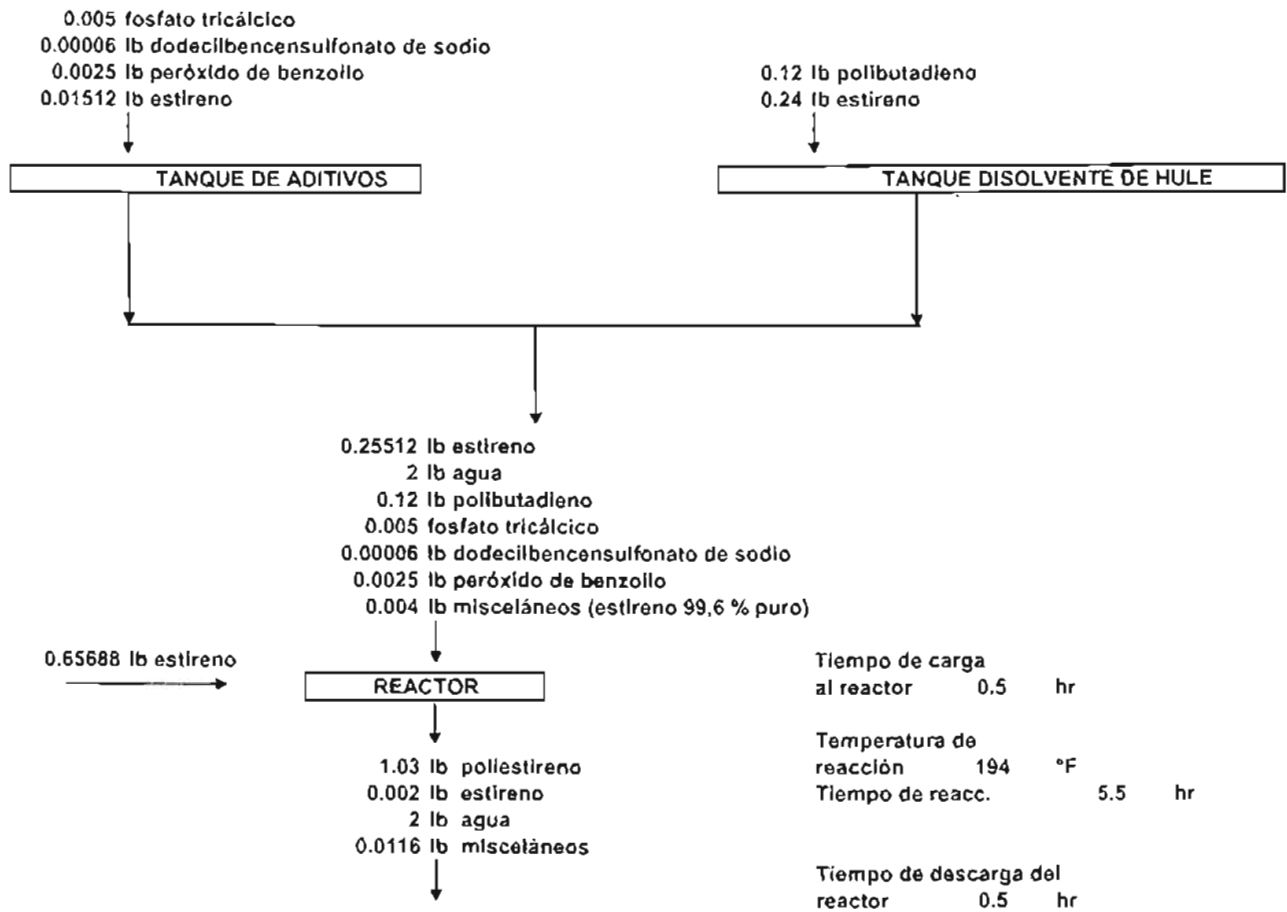 0.005 fosfato tricálcico
0.00006 lb dodecilbencensulfonato de sodio
0.0025 lb peróxido de benzoilo
0.01512 lb estireno
0.12 lb polibutadieno
0.24 lb estireno
TANQUE DE ADITIVOS
TANQUE DISOLVENTE DE HULE
0.25512 lb estireno
2 lb agua
0.12 lb polibutadieno
0.005 fosfato tricálcico
0.00006 lb dodecilbencensulfonato de sodio
0.0025 lb peróxido de benzoilo
0.004 lb misceláneos (estireno 99,6 % puro)
0.65688 lb estireno
REACTOR
1.03 lb poliestireno
0.002 lb estireno
2 lb agua
0.0116 lb misceláneos
Tiempo de carga
al reactor 0.5 hr
Temperatura de
reacción 194 °F
Tiempo de reacc. 5.5 hr
Tiempo de descarga del
reactor 0.5 hr